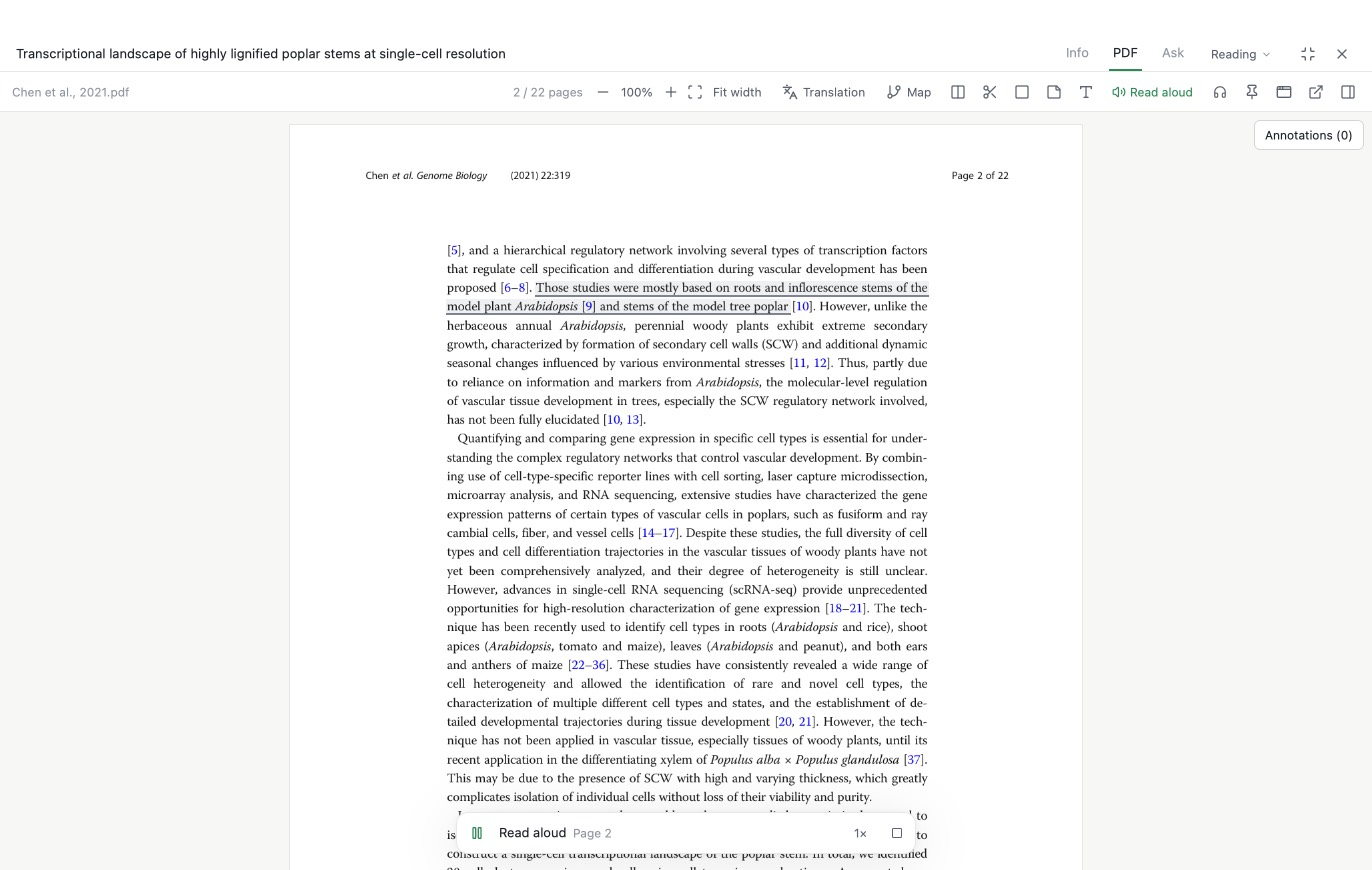 Transcriptional landscape of highly lignified poplar stems at single-cell resolution
Info PDF Ask Reading
Chen et al., 2021.pdf 2 / 22 pages 100% Fit width Translation Map Read aloud
Annotations (0)
Chen et al. Genome Biology (2021) 22:319 Page 2 of 22
[5], and a hierarchical regulatory network involving several types of transcription factors
that regulate cell specification and differentiation during vascular development has been
proposed [6–8]. Those studies were mostly based on roots and inflorescence stems of the
model plant Arabidopsis [9] and stems of the model tree poplar [10]. However, unlike the
herbaceous annual Arabidopsis, perennial woody plants exhibit extreme secondary
growth, characterized by formation of secondary cell walls (SCW) and additional dynamic
seasonal changes influenced by various environmental stresses [11, 12]. Thus, partly due
to reliance on information and markers from Arabidopsis, the molecular-level regulation
of vascular tissue development in trees, especially the SCW regulatory network involved,
has not been fully elucidated [10, 13].
Quantifying and comparing gene expression in specific cell types is essential for under-
standing the complex regulatory networks that control vascular development. By combin-
ing use of cell-type-specific reporter lines with cell sorting, laser capture microdissection,
microarray analysis, and RNA sequencing, extensive studies have characterized the gene
expression patterns of certain types of vascular cells in poplars, such as fusiform and ray
cambial cells, fiber, and vessel cells [14–17]. Despite these studies, the full diversity of cell
types and cell differentiation trajectories in the vascular tissues of woody plants have not
yet been comprehensively analyzed, and their degree of heterogeneity is still unclear.
However, advances in single-cell RNA sequencing (scRNA-seq) provide unprecedented
opportunities for high-resolution characterization of gene expression [18–21]. The tech-
nique has been recently used to identify cell types in roots (Arabidopsis and rice), shoot
apices (Arabidopsis, tomato and maize), leaves (Arabidopsis and peanut), and both ears
and anthers of maize [22–36]. These studies have consistently revealed a wide range of
cell heterogeneity and allowed the identification of rare and novel cell types, the
characterization of multiple different cell types and states, and the establishment of de-
tailed developmental trajectories during tissue development [20, 21]. However, the tech-
nique has not been applied in vascular tissue, especially tissues of woody plants, until its
recent application in the differentiating xylem of Populus alba × Populus glandulosa [37].
This may be due to the presence of SCW with high and varying thickness, which greatly
complicates isolation of individual cells without loss of their viability and purity.
to
is to
construct a single-cell transcriptional landscape of the poplar stem. In total, we identified
Read aloud Page 2 1×